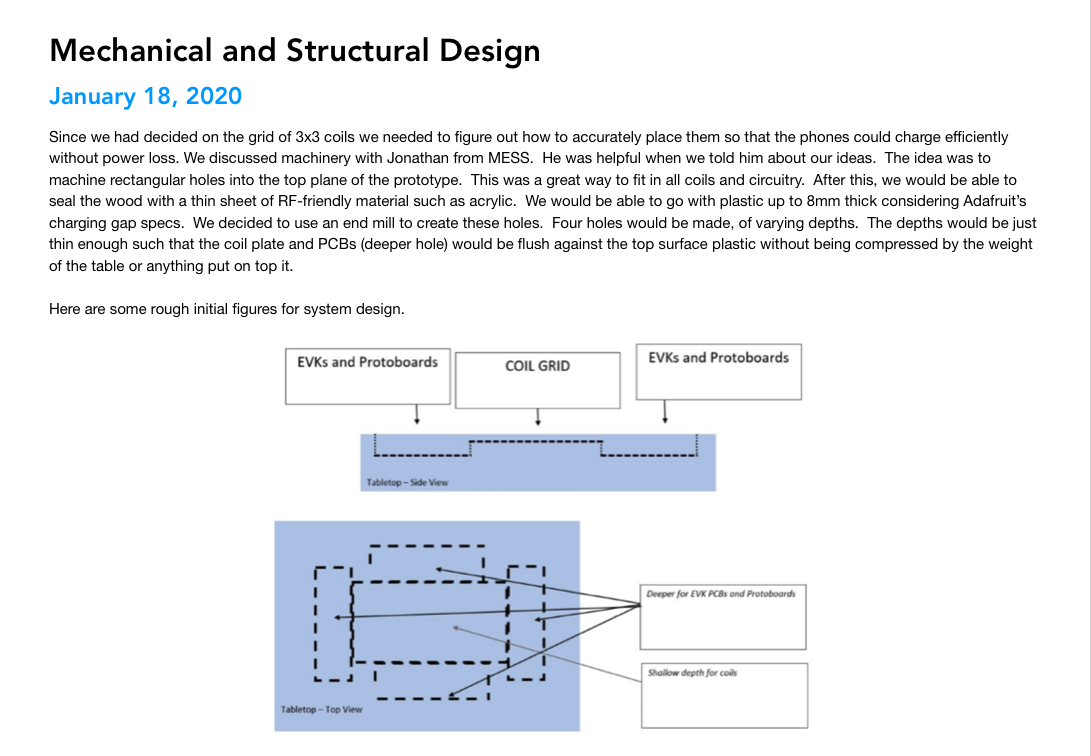 Mechanical and Structural Design
January 18, 2020
Since we had decided on the grid of 3x3 coils we needed to figure out how to accurately place them so that the phones could charge efficiently
without power loss. We discussed machinery with Jonathan from MESS.  He was helpful when we told him about our ideas.  The idea was to
machine rectangular holes into the top plane of the prototype.  This was a great way to fit in all coils and circuitry.  After this, we would be able to
seal the wood with a thin sheet of RF-friendly material such as acrylic.  We would be able to go with plastic up to 8mm thick considering Adafruit's
charging gap specs.  We decided to use an end mill to create these holes.  Four holes would be made, of varying depths.  The depths would be just
thin enough such that the coil plate and PCBs (deeper hole) would be flush against the top surface plastic without being compressed by the weight
of the table or anything put on top it.
Here are some rough initial figures for system design.
EVKs and Protoboards
COIL GRID
EVKs and Protoboards
Tabletop – Side View
Deeper for EVK PCBs and Protoboards
Shallow depth for coils
Tabletop – Top View